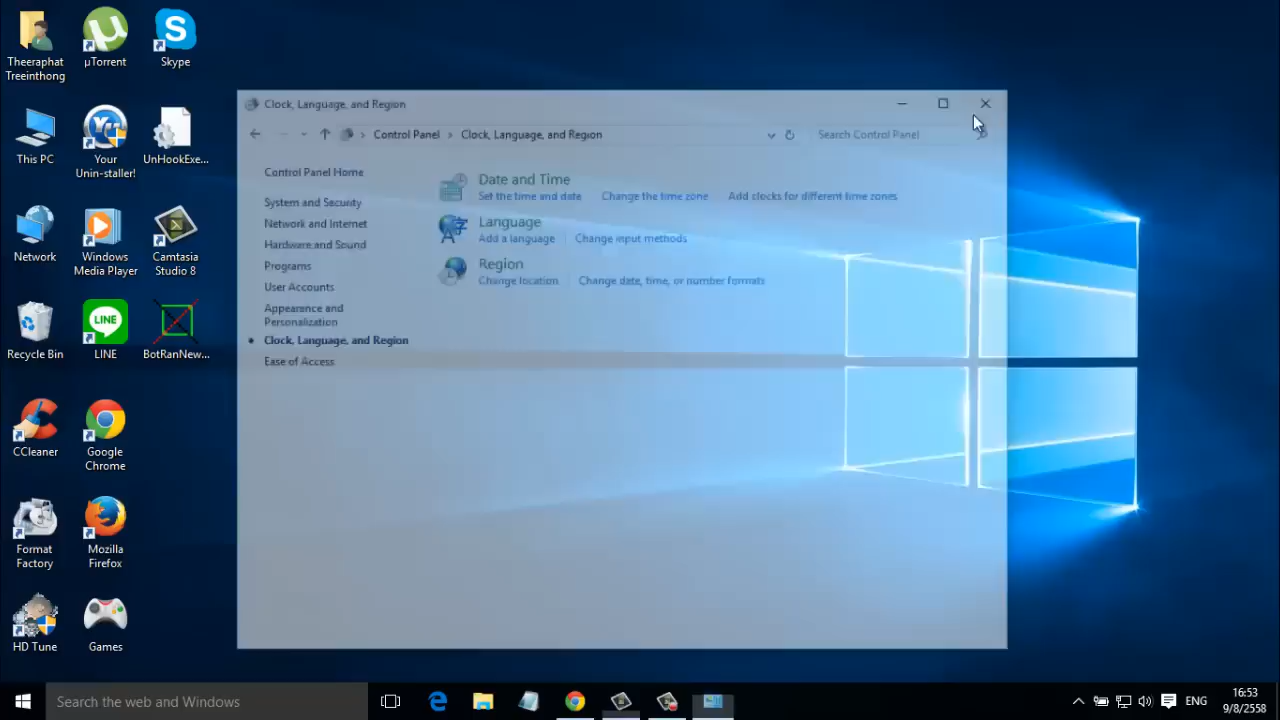 Theeraphat
Treeinthong
µTorrent
Skype
This PC
Your
Unin-staller!
UnHookExe...
Network
Windows
Media Player
Camtasia
Studio 8
Recycle Bin
LINE
LINE
BotRanNew...
CCleaner
Google
Chrome
Format
Factory
Mozilla
Firefox
HD Tune
Games
Clock, Language, and Region
Control Panel › Clock, Language, and Region
Search Control Panel
Control Panel Home
System and Security
Network and Internet
Hardware and Sound
Programs
User Accounts
Appearance and
Personalization
Clock, Language, and Region
Ease of Access
Date and Time
Set the time and date Change the time zone Add clocks for different time zones
Language
Add a language Change input methods
Region
Change location Change date, time, or number formats
Search the web and Windows
ENG
16:53
9/8/2558